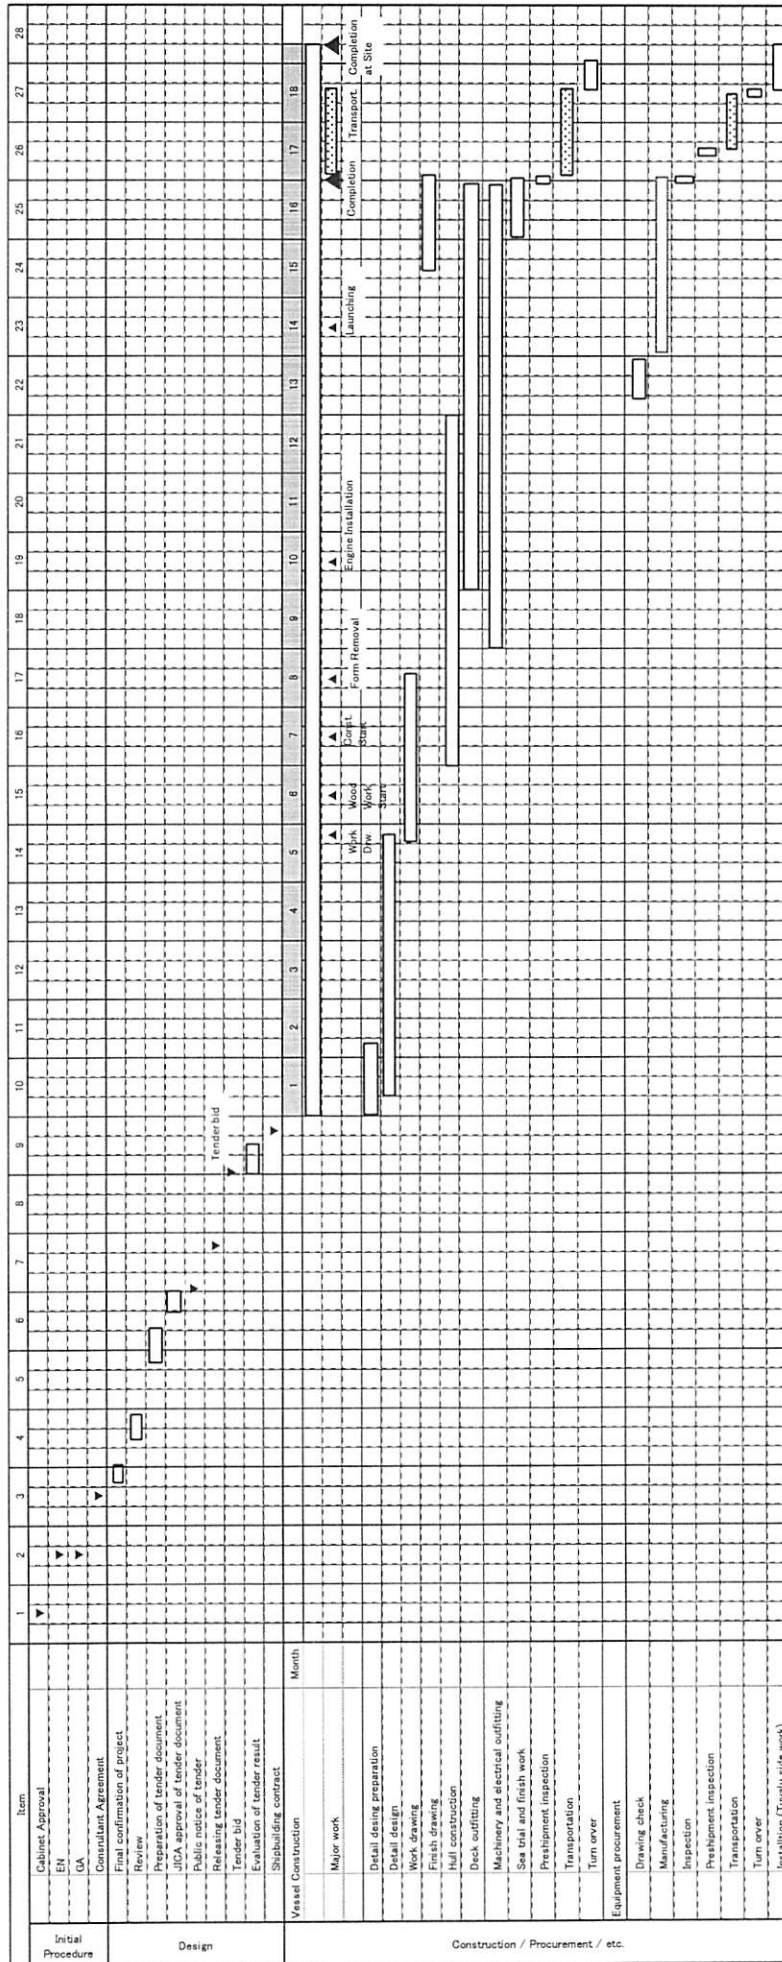 Item 1 2 3 4 5 6 7 8 9 10 11 12 13 14 15 16 17 18 19 20 21 22 23 24 25 26 27 28
Initial Procedure
Cabinet Approval
EN
GA
Consrultant Agreement
Design
Final confirmation of project
Review
Preparation of tender document
JICA approval of tender document
Public notice of tender
Releasing tender document
Tender bid
Tenderbid
Evaluation of tender result
Shipbuilding contract
Construction / Procurement / etc.
Vessel Construction Month 1 2 3 4 5 6 7 8 9 10 11 12 13 14 15 16 17 18
Major work
Work Drw.
Wood Work Start
Const. Start
Form Removal
Engine Installation
Launching
Completion
Transport.
Completion at Site
Detail desing preparation
Detail design
Work drawing
Finish drawing
Hull construction
Deck outfitting
Machinery and electrical outfitting
Sea trial and finish work
Preshipment inspection
Transportation
Turn orver
Equipment procurement
Drawing check
Manufacturing
Inspection
Preshipment inspection
Transportation
Turn orver